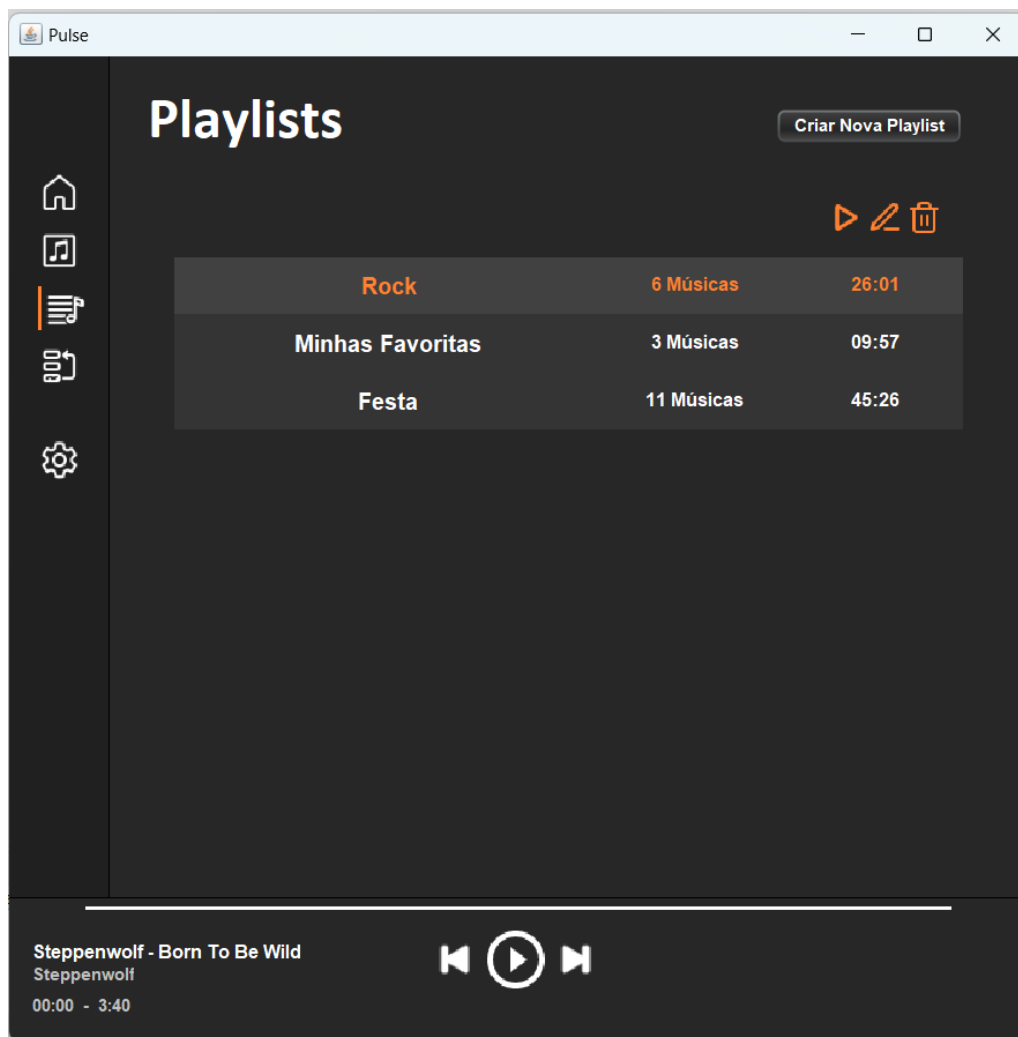 Pulse
Playlists
Criar Nova Playlist
Rock 6 Músicas 26:01
Minhas Favoritas 3 Músicas 09:57
Festa 11 Músicas 45:26
Steppenwolf - Born To Be Wild
Steppenwolf
00:00 - 3:40